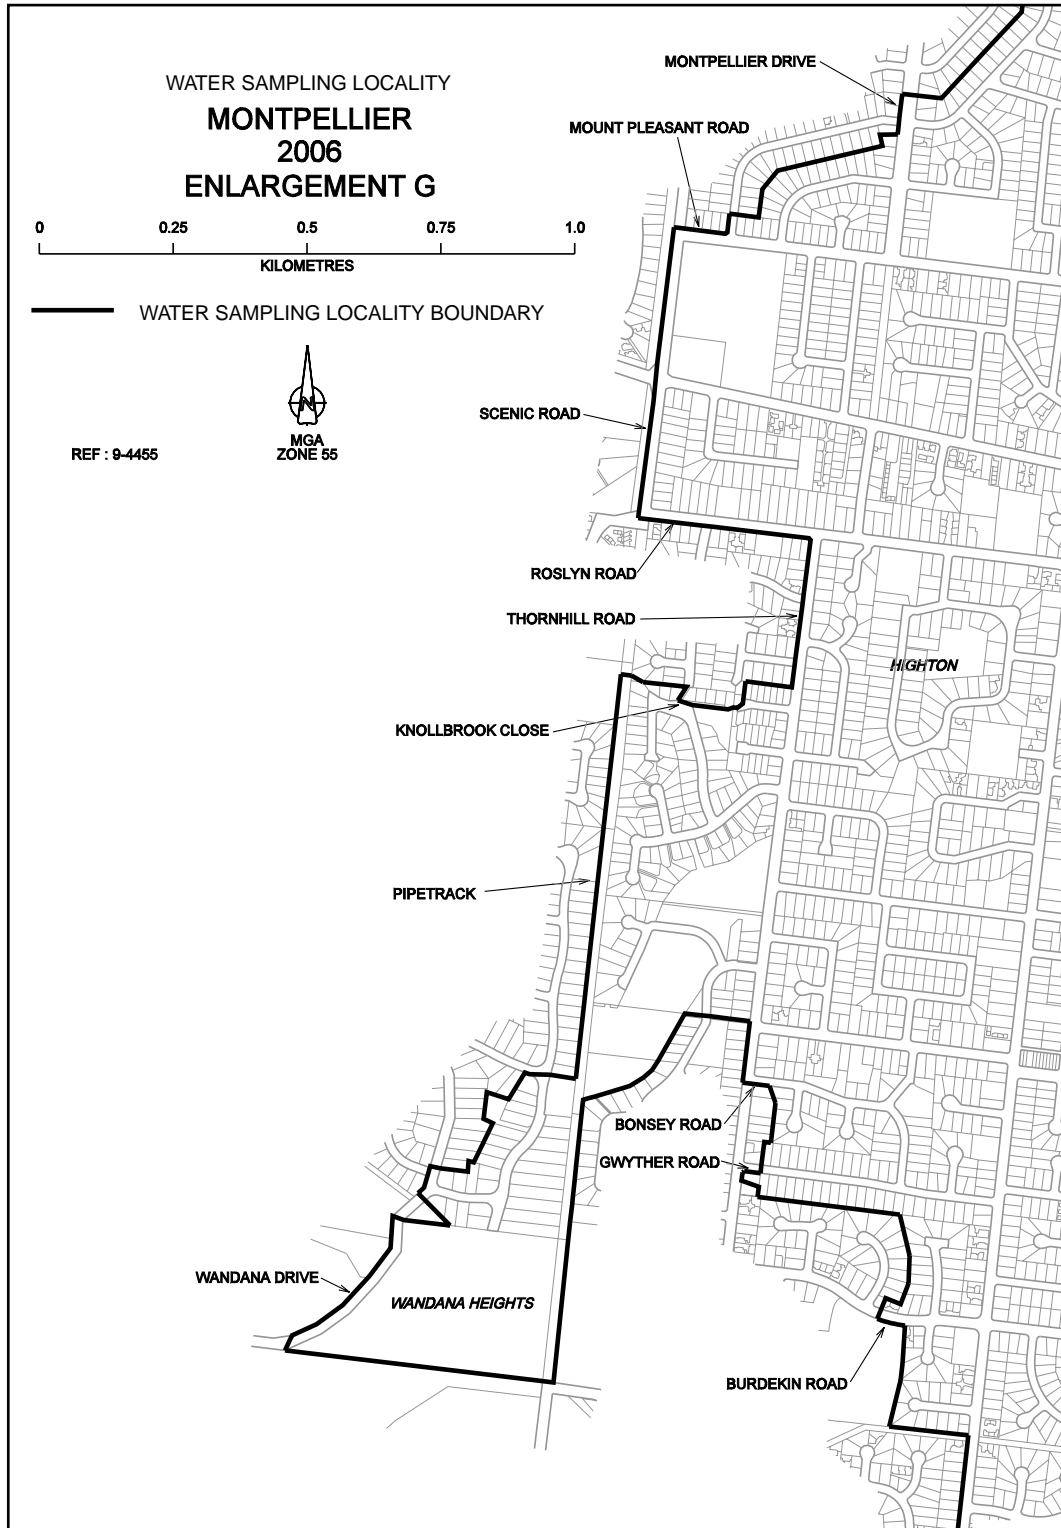 WATER SAMPLING LOCALITY
MONTPELLIER
2006
ENLARGEMENT G
0 0.25 0.5 0.75 1.0
KILOMETRES
WATER SAMPLING LOCALITY BOUNDARY
N
MGA
ZONE 55
REF : 9-4455
MONTPELLIER DRIVE
MOUNT PLEASANT ROAD
SCENIC ROAD
ROSLYN ROAD
THORNHILL ROAD
HIGHTON
KNOLLBROOK CLOSE
PIPETRACK
BONSEY ROAD
GWYTHER ROAD
WANDANA DRIVE
WANDANA HEIGHTS
BURDEKIN ROAD